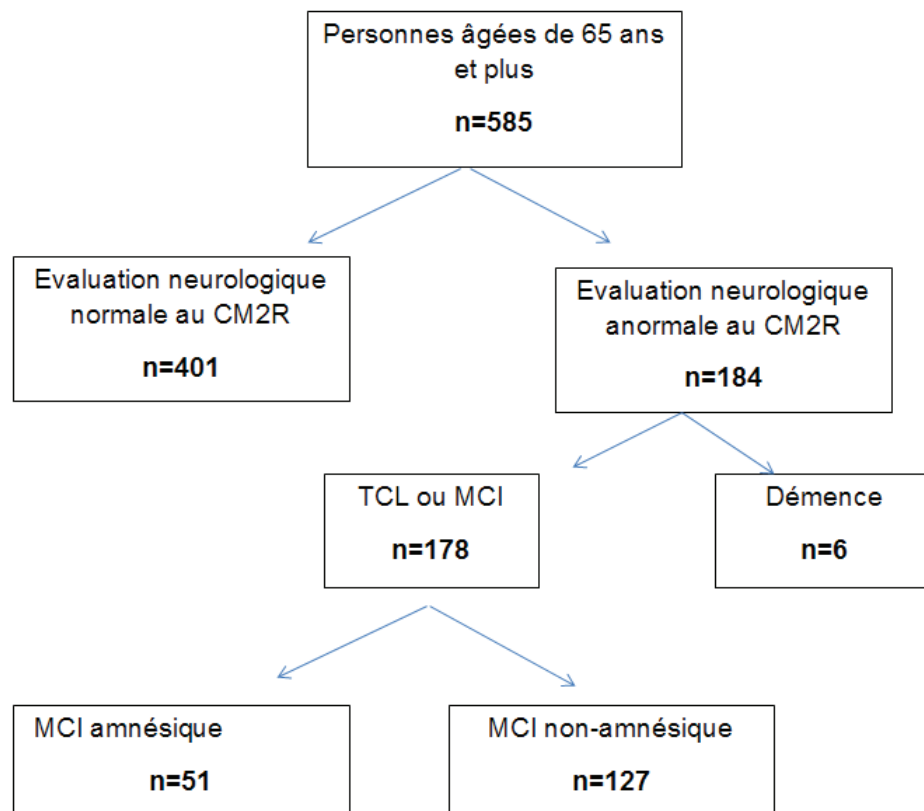 Personnes âgées de 65 ans
et plus
n=585
Evaluation neurologique
normale au CM2R
n=401
Evaluation neurologique
anormale au CM2R
n=184
TCL ou MCI
n=178
Démence
n=6
MCI amnésique
n=51
MCI non-amnésique
n=127